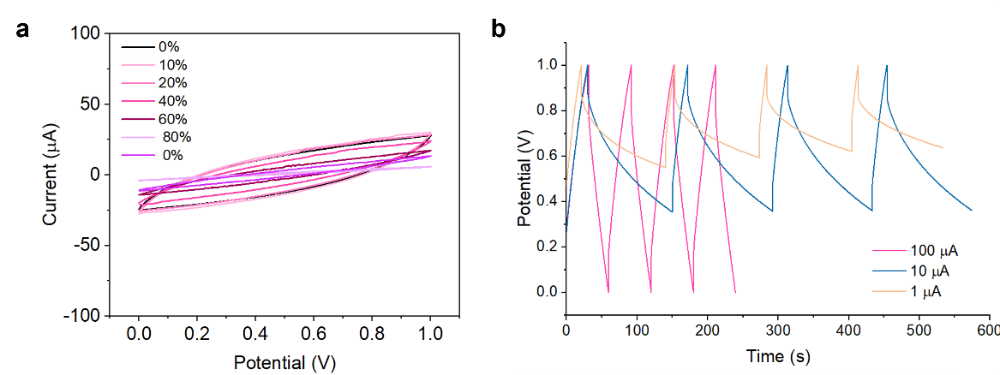 a
100
50
0
-50
-100
Current (μA)
0%
10%
20%
40%
60%
80%
0%
0.0 0.2 0.4 0.6 0.8 1.0
Potential (V)
b
1.0
0.8
0.6
0.4
0.2
0.0
Potential (V)
100 μA
10 μA
1 μA
0 100 200 300 400 500 600
Time (s)